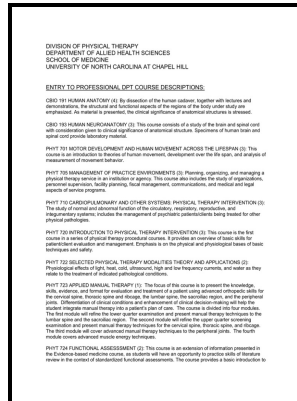 DIVISION OF PHYSICAL THERAPY
DEPARTMENT OF ALLIED HEALTH SCIENCES
SCHOOL OF MEDICINE
UNIVERSITY OF NORTH CAROLINA AT CHAPEL HILL
ENTRY TO PROFESSIONAL DPT COURSE DESCRIPTIONS:
CBIO 191 HUMAN ANATOMY (4): By dissection of the human cadaver, together with lectures and
demonstrations, the structural and functional aspects of the regions of the body under study are
emphasized. As material is presented, the clinical significance of anatomical structures is stressed.
CBIO 193 HUMAN NEUROANATOMY (3): This course consists of a study of the brain and spinal cord
with consideration given to clinical significance of anatomical structure. Specimens of human brain and
spinal cord provide laboratory material.
PHYT 701 MOTOR DEVELOPMENT AND HUMAN MOVEMENT ACROSS THE LIFESPAN (3): This
course is an introduction to theories of human movement, development over the life span, and analysis of
measurement of movement behavior.
PHYT 705 MANAGEMENT OF PRACTICE ENVIRONMENTS (3): Planning, organizing, and managing a
physical therapy service in an institution or agency. This course also includes the study of organizations,
personnel supervision, facility planning, fiscal management, communications, and medical and legal
aspects of service programs.
PHYT 710 CARDIOPULMONARY AND OTHER SYSTEMS: PHYSICAL THERAPY INTERVENTION (3):
The study of normal and abnormal function of the circulatory, respiratory, reproductive, and
integumentary systems; includes the management of psychiatric patients/clients being treated for other
physical pathologies.
PHYT 720 INTRODUCTION TO PHYSICAL THERAPY INTERVENTION (3): This course is the first
course in a series of physical therapy procedural courses. It provides an overview of basic skills for
patient/client evaluation and management. Emphasis is on the physical and physiological bases of basic
techniques and safety.
PHYT 722 SELECTED PHYSICAL THERAPY MODALITIES THEORY AND APPLICATIONS (2):
Physiological effects of light, heat, cold, ultrasound, high and low frequency currents, and water as they
relate to the treatment of indicated pathological conditions.
PHYT 723 APPLIED MANUAL THERAPY (1): The focus of this course is to present the knowledge,
skills, evidence, and format for evaluation and treatment of a patient using advanced orthopaedic skills for
the cervical spine, thoracic spine and ribcage, the lumbar spine, the sacroiliac region, and the peripheral
joints. Differentiation of clinical conditions and enhancement of clinical decision-making will help the
student integrate manual therapy into a patient's plan of care. The course is divided into four modules.
The first module will refine the lower quarter examination and present manual therapy techniques to the
lumbar spine and the sacroiliac region. The second module will refine the upper quarter screening
examination and present manual therapy techniques for the cervical spine, thoracic spine, and ribcage.
The third module will cover advanced manual therapy techniques to the peripheral joints. The fourth
module covers advanced muscle energy techniques.
PHYT 724 FUNCTIONAL ASSESSMENT (2): This course is an extension of information presented in
the Evidence-based medicine course, as students will have an opportunity to practice skills of literature
review in the context of standardized functional assessments. The course provides a basic introduction to